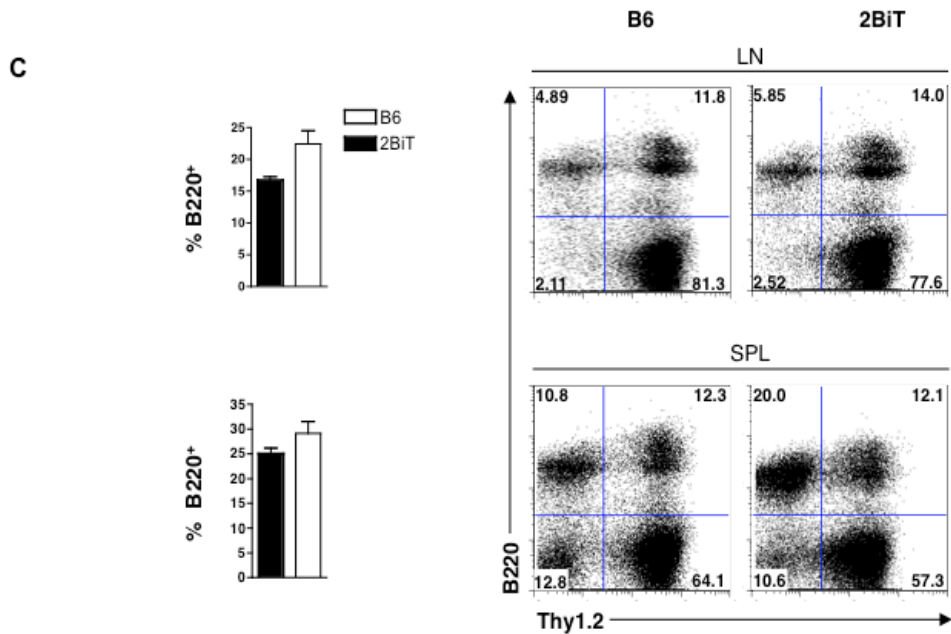 C
B6
2BiT
B6 2BiT
LN
SPL
% B220+
25
20
15
10
5
0
% B220+
35
30
25
20
15
10
5
0
4.89 11.8
2.11 81.3
5.85 14.0
2.52 77.6
10.8 12.3
12.8 64.1
20.0 12.1
10.6 57.3
B220
Thy1.2